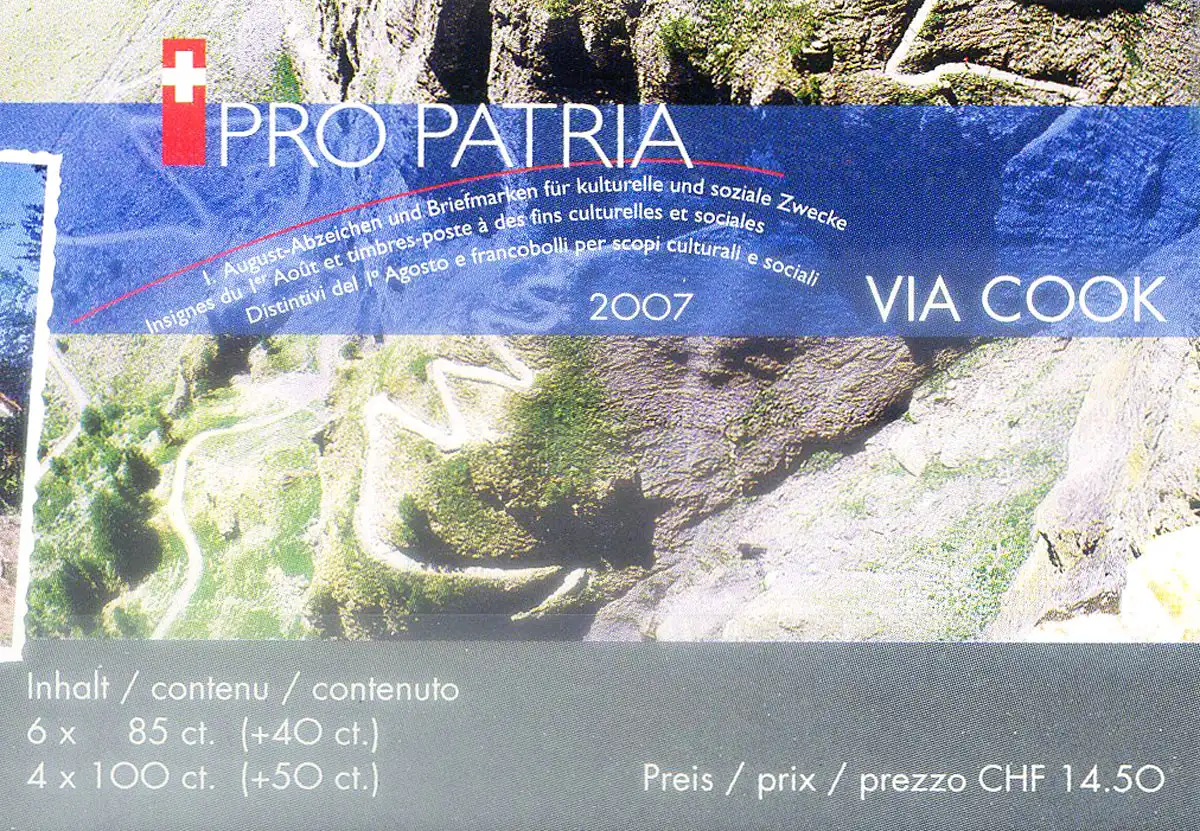 PRO PATRIA
1. August-Abzeichen und Briefmarken für kulturelle und soziale Zwecke
Insignes du 1er Août et timbres-poste à des fins culturelles et sociales
Distintivi del 1° Agosto e francobolli per scopi culturali e sociali
2007
VIA COOK
Inhalt / contenu / contenuto
6 x 85 ct. (+40 ct.)
4 x 100 ct. (+50 ct.)
Preis / prix / prezzo CHF 14.50